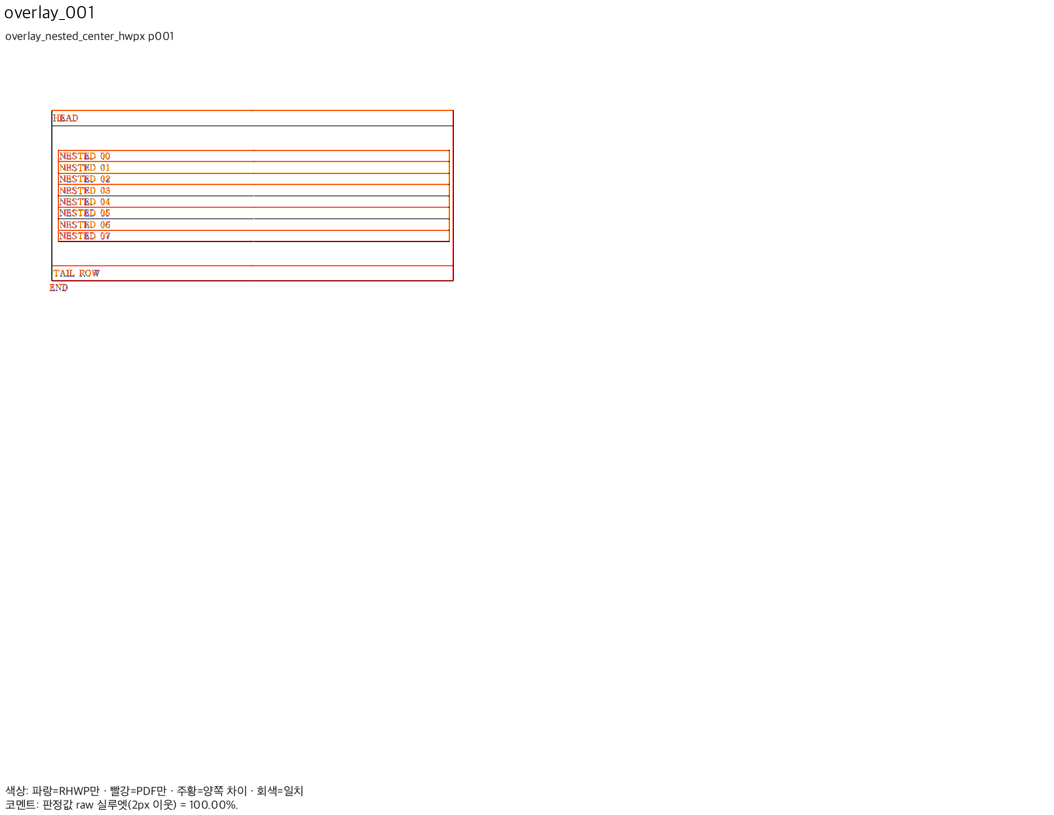 overlay_001
overlay_nested_center_hwpx p001
HEAD
NESTED 00
NESTED 01
NESTED 02
NESTED 03
NESTED 04
NESTED 05
NESTED 06
NESTED 07
TAIL ROW
END
색상: 파랑=RHWP만 · 빨강=PDF만 · 주황=양쪽 차이 · 회색=일치
코멘트: 판정값 raw 실루엣(2px 이웃) = 100.00%.